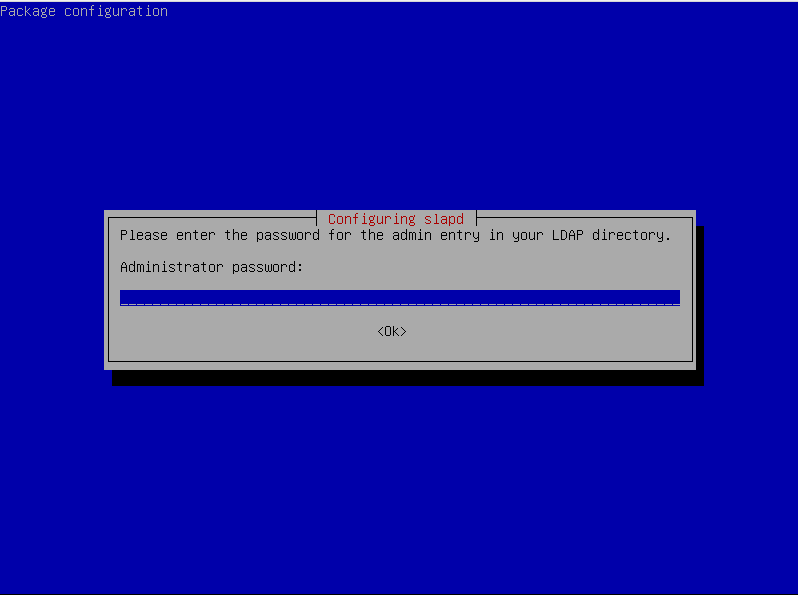 Package configuration
Configuring slapd
Please enter the password for the admin entry in your LDAP directory.
Administrator password:
<Ok>